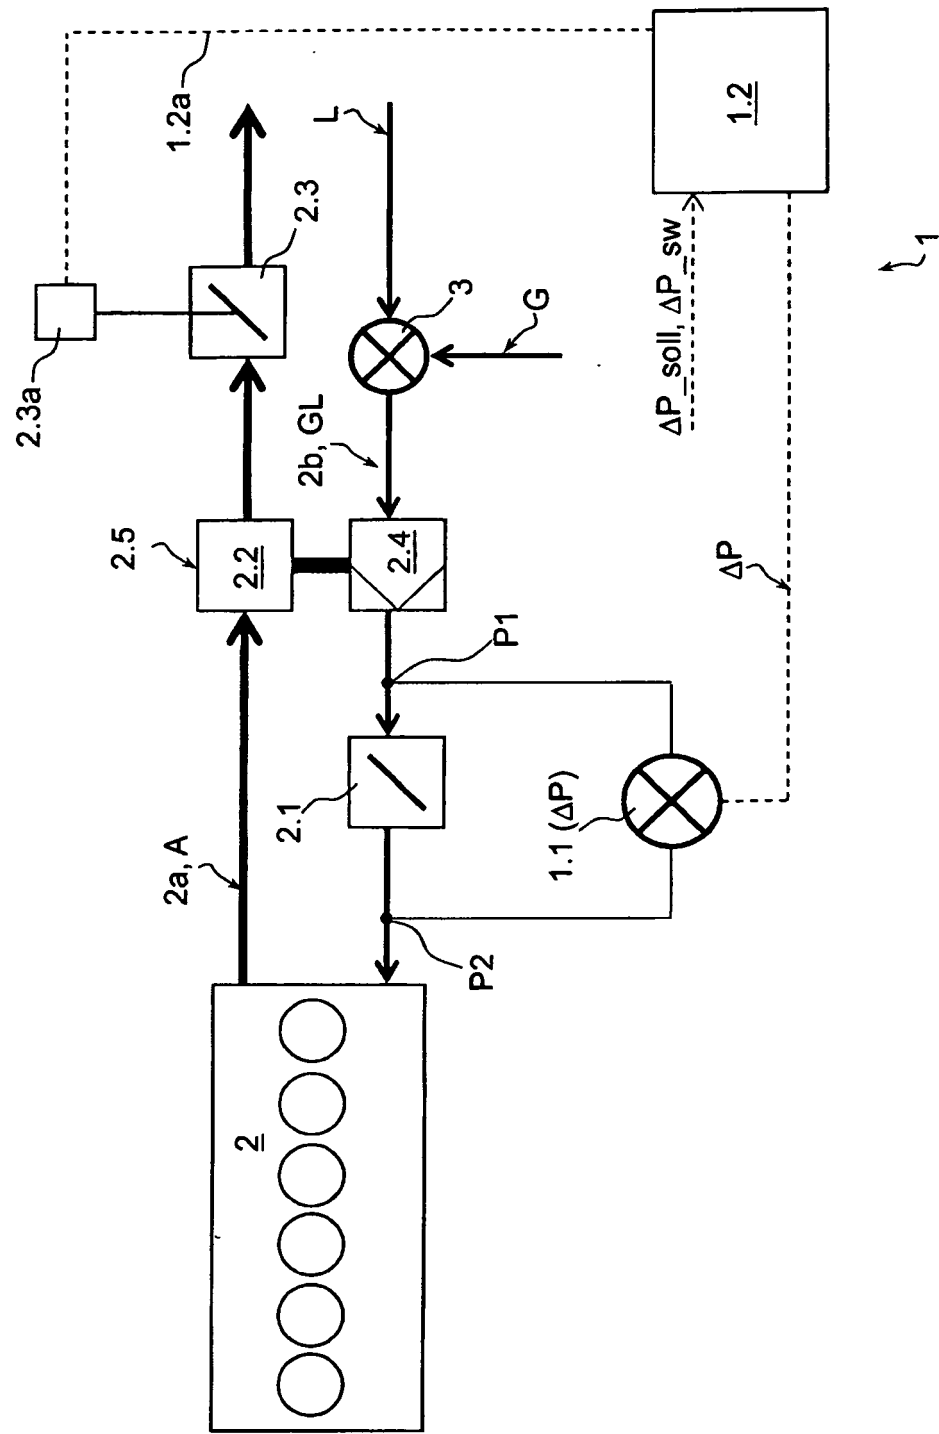 1.2a
L
1.2
2.3
2.3a
3
G
ΔP_soll, ΔP_sw
1
2b, GL
2.5
2.2
2.4
ΔP
P1
2.1
1.1 (ΔP)
2a, A
P2
2